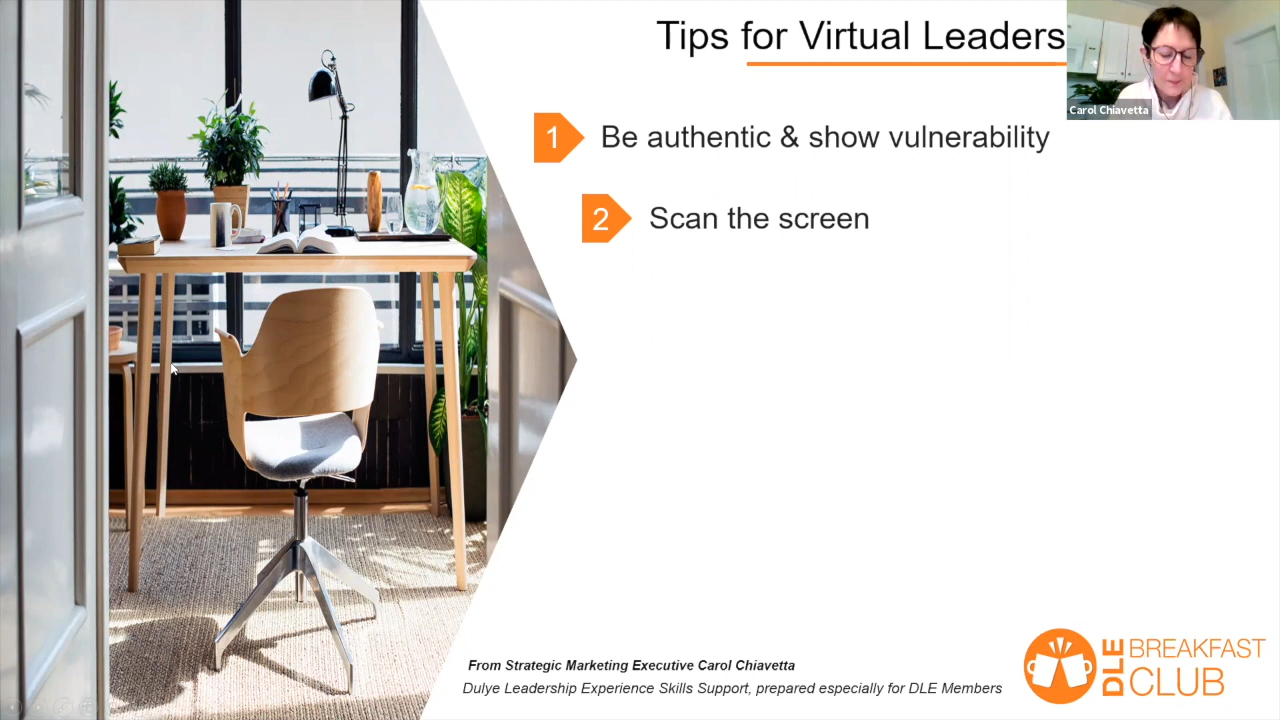 Tips for Virtual Leaders
Carol Chiavetta
1 Be authentic & show vulnerability
2 Scan the screen
From Strategic Marketing Executive Carol Chiavetta
Dulye Leadership Experience Skills Support, prepared especially for DLE Members
DLE BREAKFAST
CLUB